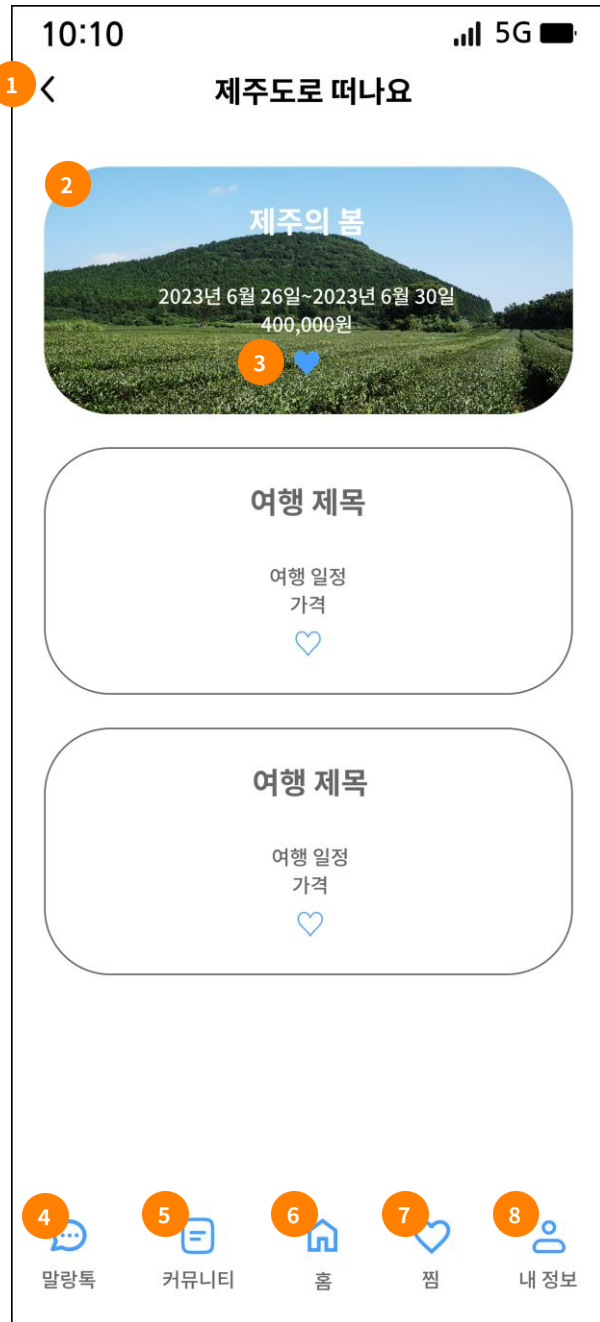 10:10 5G
1
제주도로 떠나요
2
제주의 봄
2023년 6월 26일~2023년 6월 30일
400,000원
3
여행 제목
여행 일정
가격
여행 제목
여행 일정
가격
4 5 6 7 8
말랑톡 커뮤니티 홈 찜 내 정보